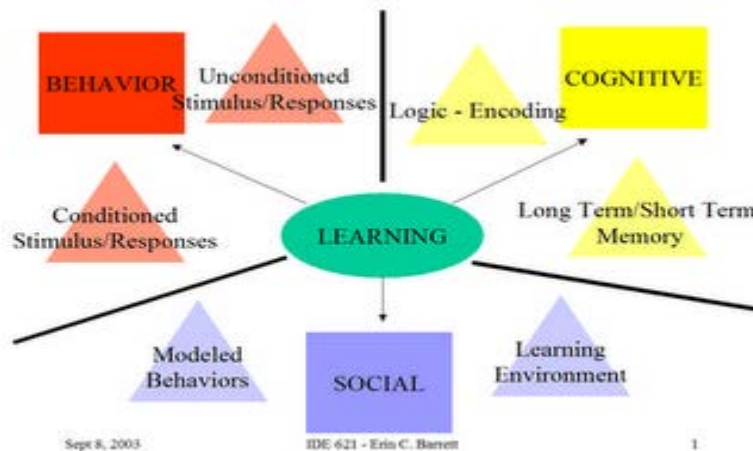 BEHAVIOR
Unconditioned
Stimulus/Responses
Logic - Encoding
COGNITIVE
Conditioned
Stimulus/Responses
LEARNING
Long Term/Short Term
Memory
Modeled
Behaviors
SOCIAL
Learning
Environment
Sept 8, 2003
IDE 621 - Erin C. Barrett
1